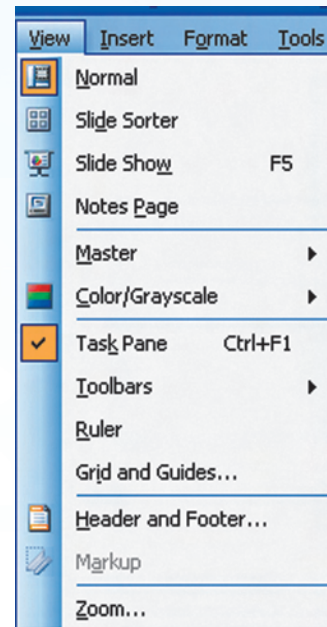 View Insert Format Tools
Normal
Slide Sorter
Slide Show F5
Notes Page
Master
Color/Grayscale
Task Pane Ctrl+F1
Toolbars
Ruler
Grid and Guides...
Header and Footer...
Markup
Zoom...